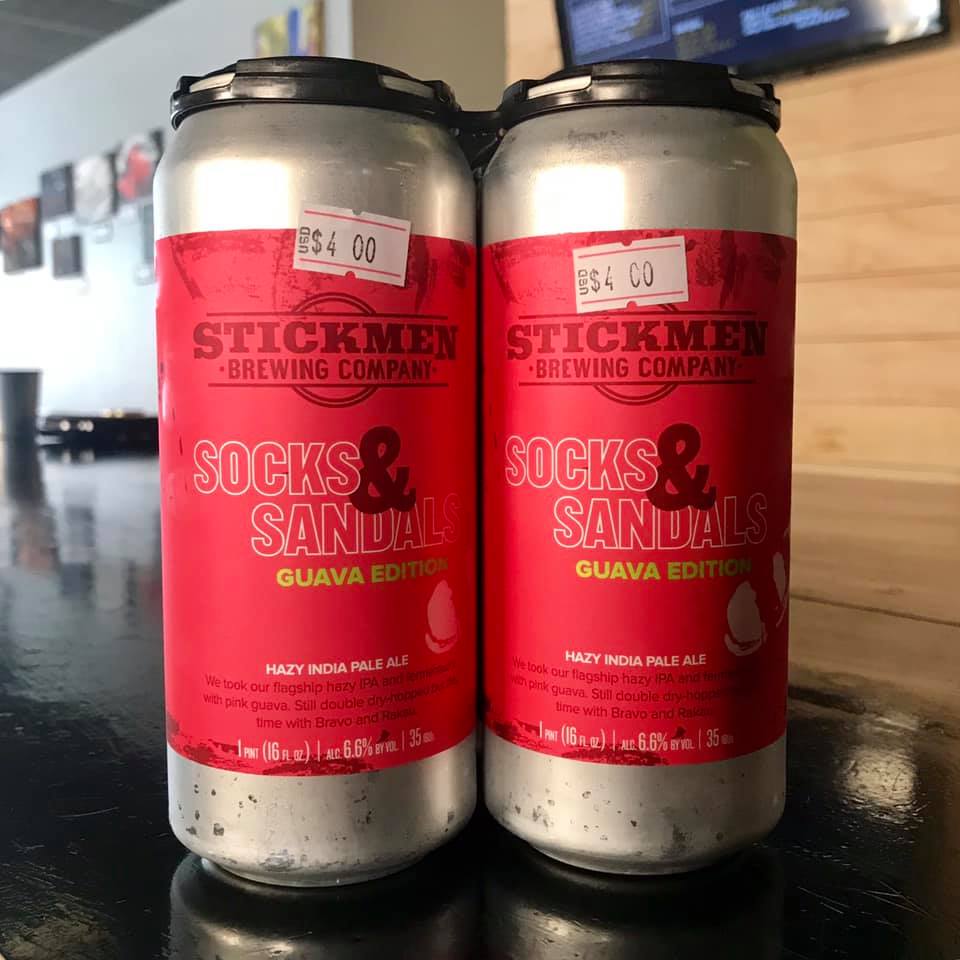 USD $4 00
STICKMEN
·BREWING COMPANY·
SOCKS &
SANDALS
GUAVA EDITION
HAZY INDIA PALE ALE
We took our flagship hazy IPA and
with pink guava. Still double dry-hopped
time with Bravo and Rakau.
1 PINT (16 FL. OZ.) | ALC. 6.6% BY VOL. | 35 IBUs
USD $4 00
STICKMEN
·BREWING COMPANY·
SOCKS &
SANDALS
GUAVA EDITION
HAZY INDIA PALE ALE
We took our flagship hazy IPA and
with pink guava. Still double dry-hopped
time with Bravo and Rakau.
1 PINT (16 FL. OZ.) | ALC. 6.6% BY VOL. | 35 IBUs